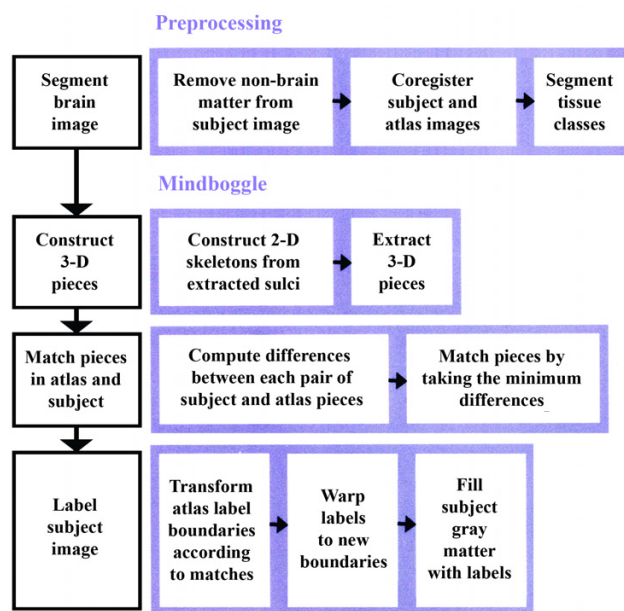 Preprocessing
Segment
brain
image
Remove non-brain
matter from
subject image
Coregister
subject and
atlas images
Segment
tissue
classes
Mindboggle
Construct
3-D
pieces
Construct 2-D
skeletons from
extracted sulci
Extract
3-D
pieces
Match pieces
in atlas and
subject
Compute differences
between each pair of
subject and atlas pieces
Match pieces by
taking the minimum
differences
Label
subject
image
Transform
atlas label
boundaries
according
to matches
Warp
labels
to new
boundaries
Fill
subject
gray
matter
with labels